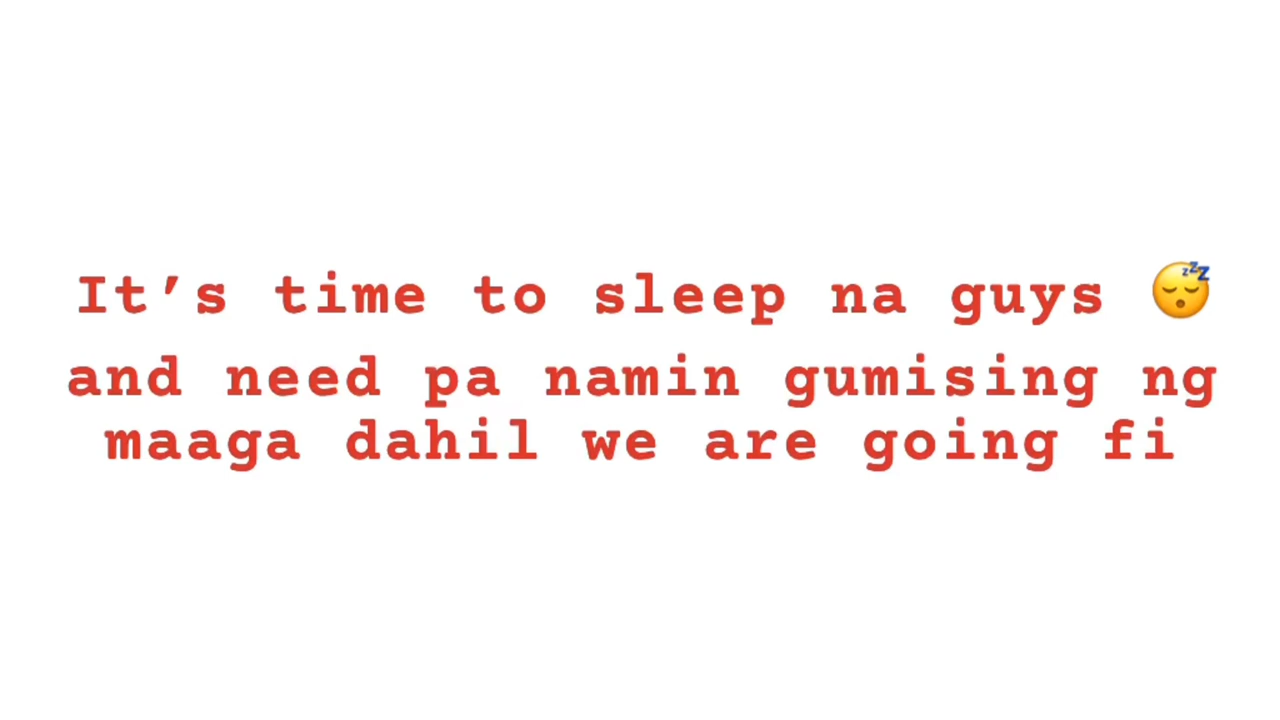 It’s time to sleep na guys 😴
and need pa namin gumising ng
maaga dahil we are going fi